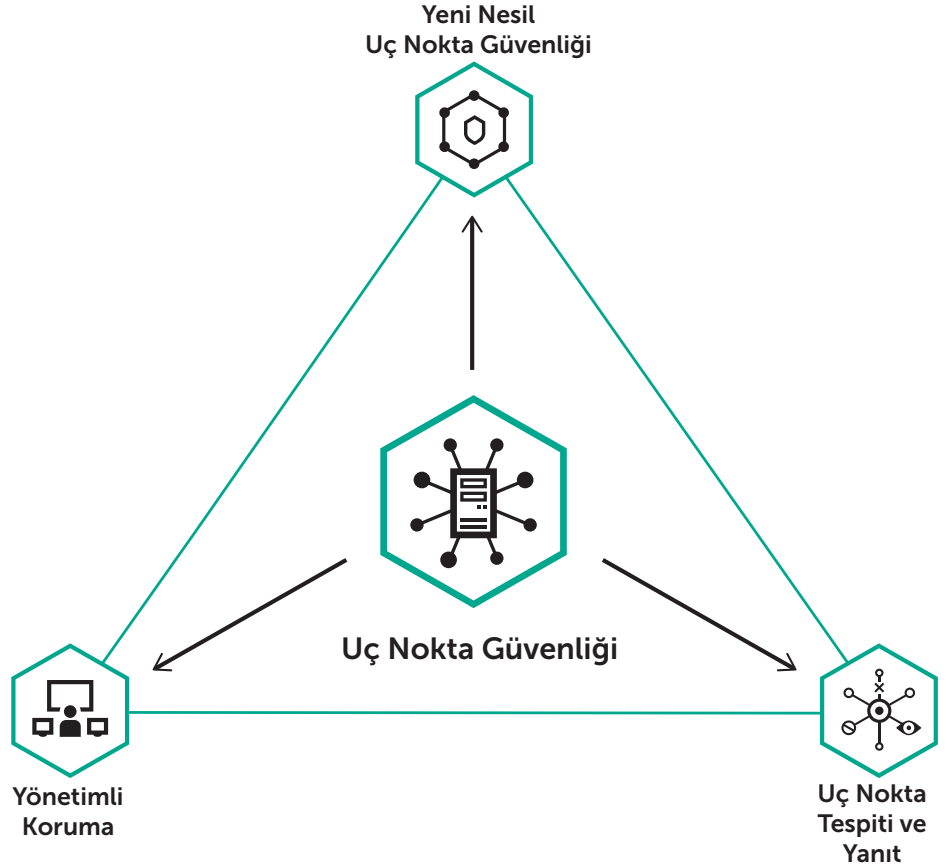 Yeni Nesil
Uç Nokta Güvenliği
Uç Nokta Güvenliği
Yönetimli
Koruma
Uç Nokta
Tespiti ve
Yanıt